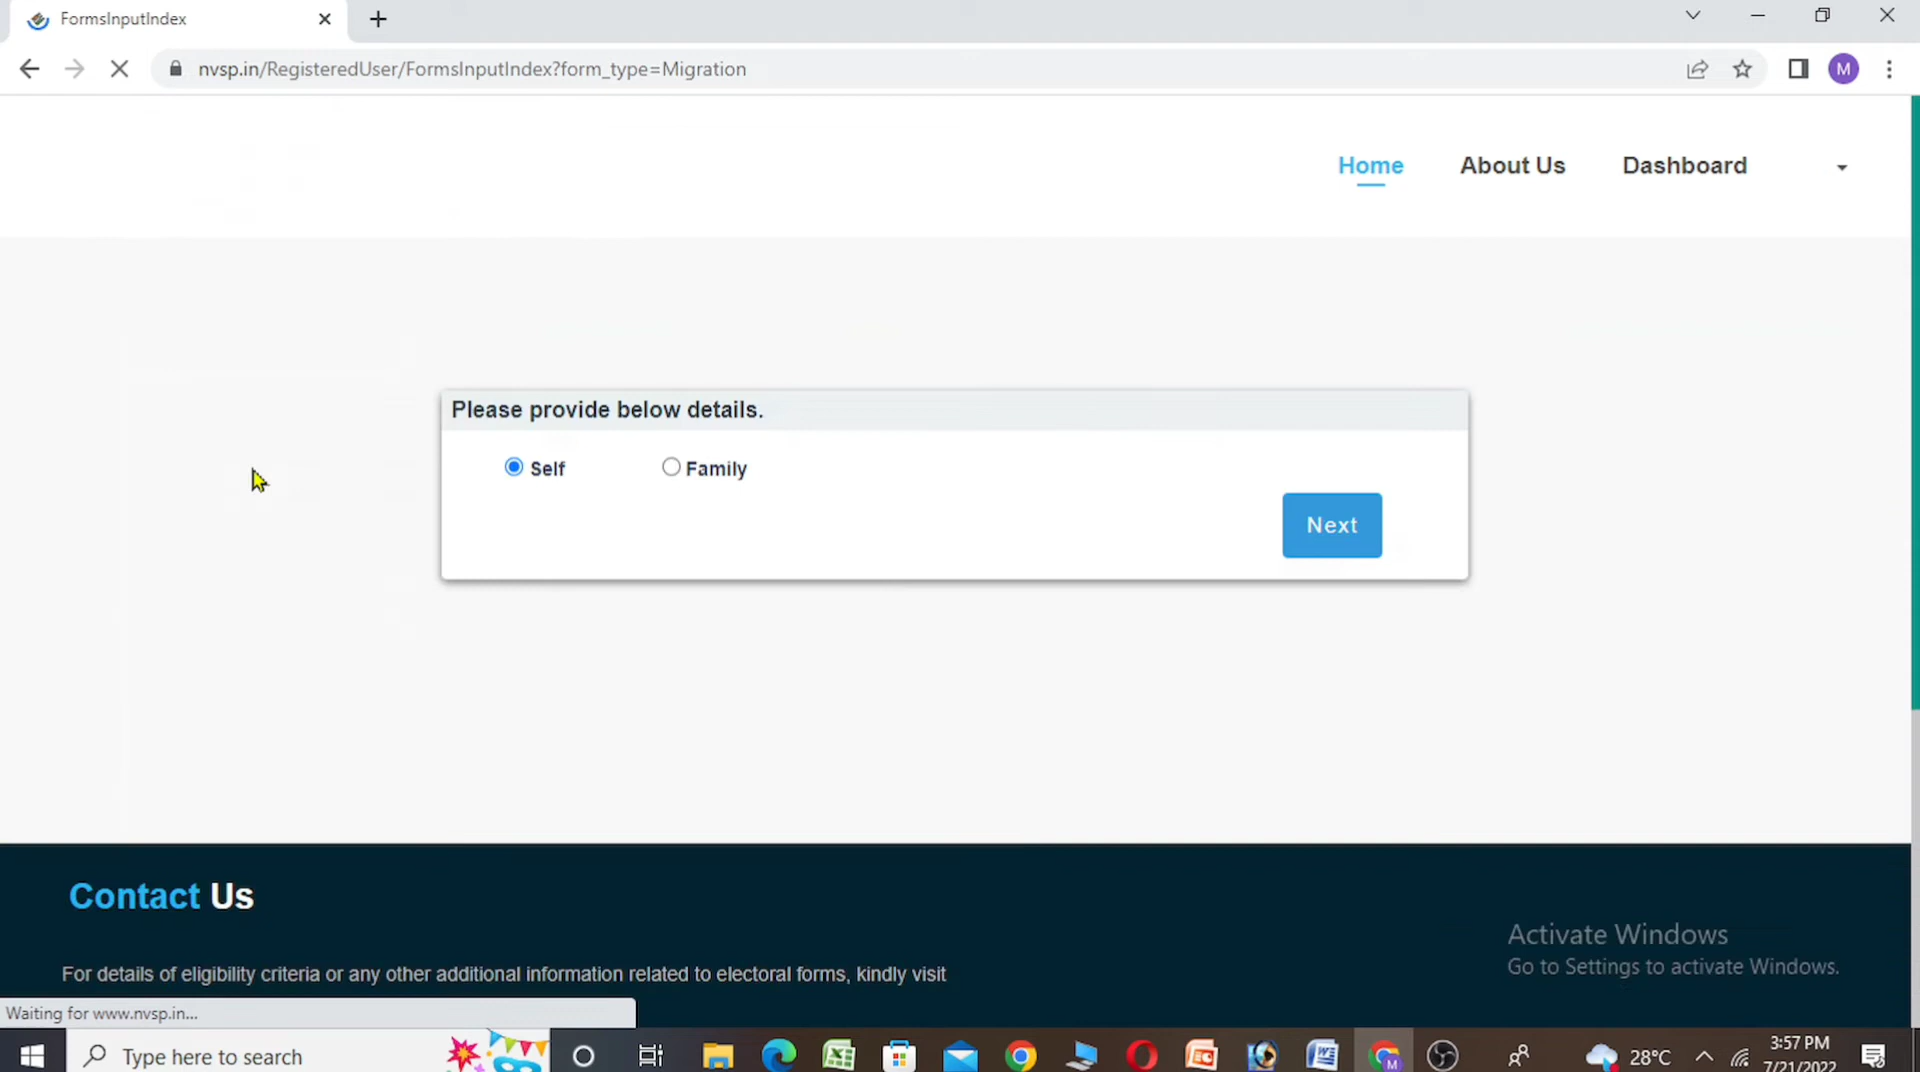 FormsInputIndex
nvsp.in/RegisteredUser/FormsInputIndex?form_type=Migration
M
Home About Us Dashboard
Please provide below details.
Self Family
Next
Contact Us
Activate Windows
Go to Settings to activate Windows.
For details of eligibility criteria or any other additional information related to electoral forms, kindly visit
Waiting for www.nvsp.in...
Type here to search
28°C
3:57 PM
7/21/2022